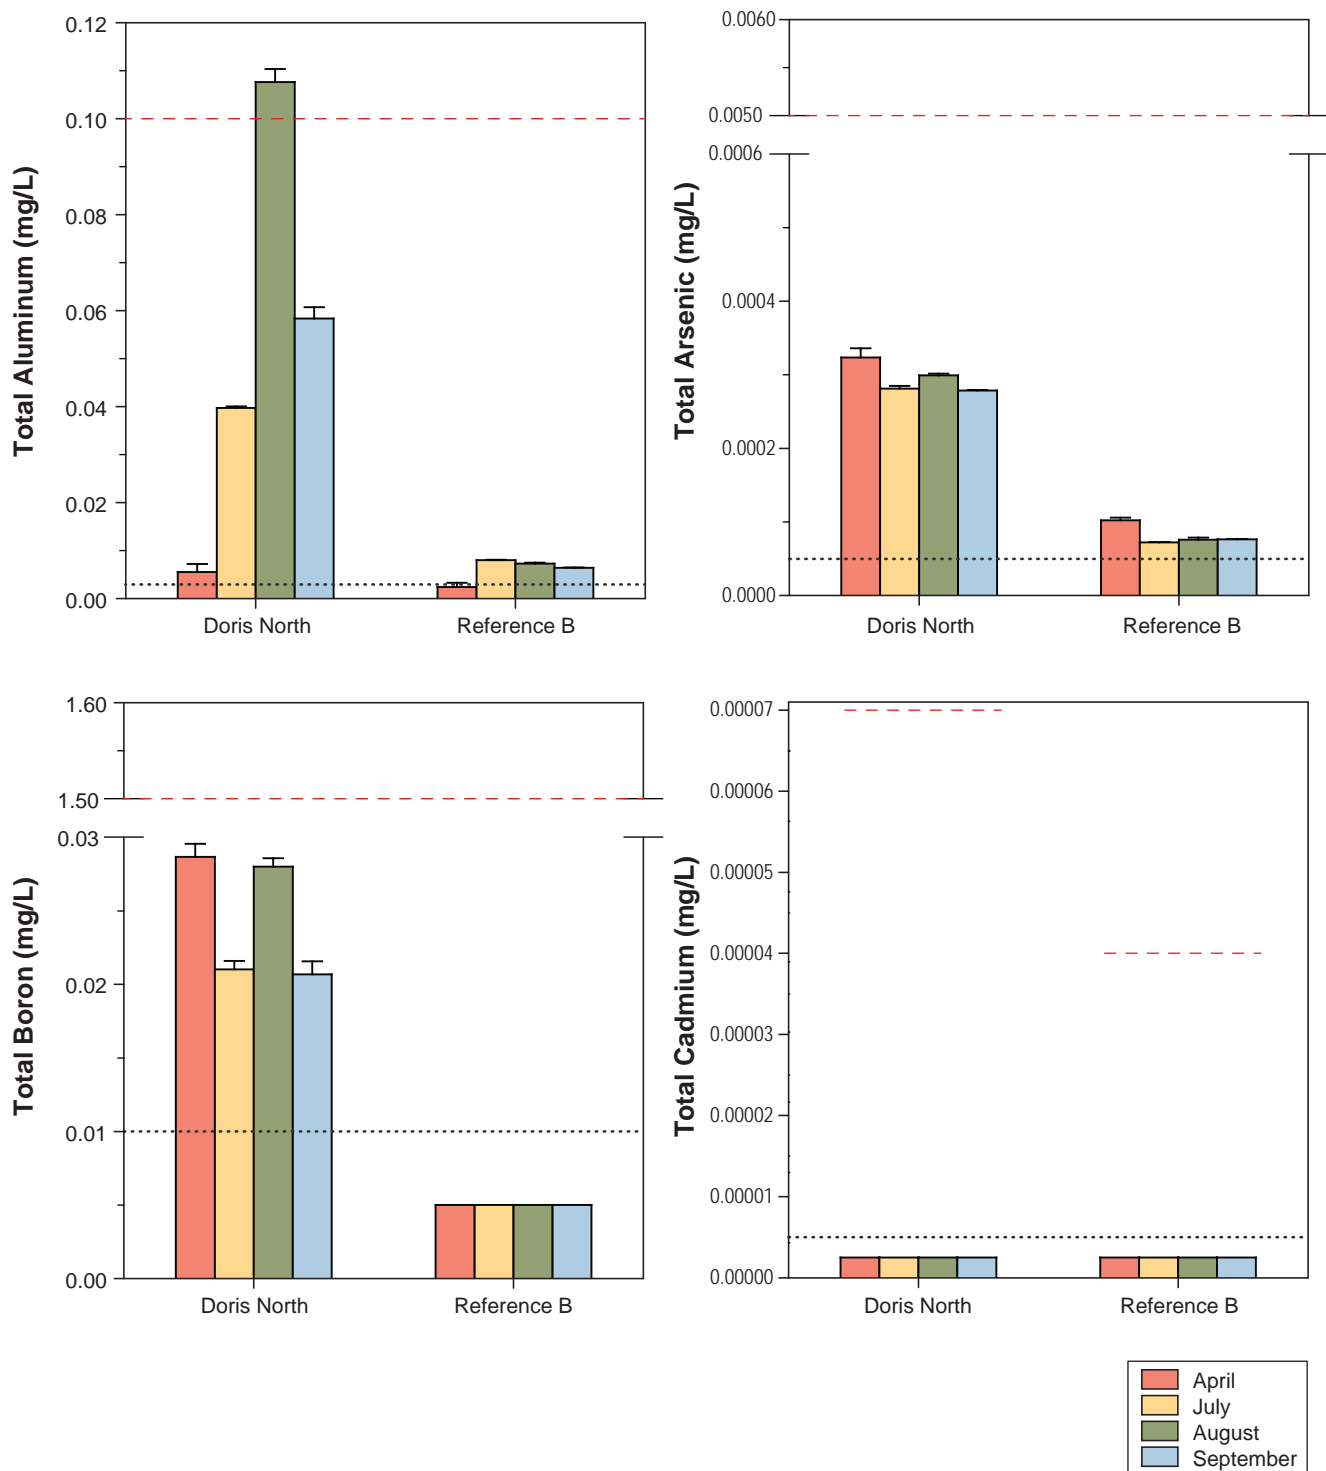 Total Aluminum (mg/L)
0.12
0.10
0.08
0.06
0.04
0.02
0.00
Doris North
Reference B
Total Arsenic (mg/L)
0.0060
0.0050
0.0006
0.0004
0.0002
0.0000
Doris North
Reference B
Total Boron (mg/L)
1.60
1.50
0.03
0.02
0.01
0.00
Doris North
Reference B
Total Cadmium (mg/L)
0.00007
0.00006
0.00005
0.00004
0.00003
0.00002
0.00001
0.00000
Doris North
Reference B
April
July
August
September